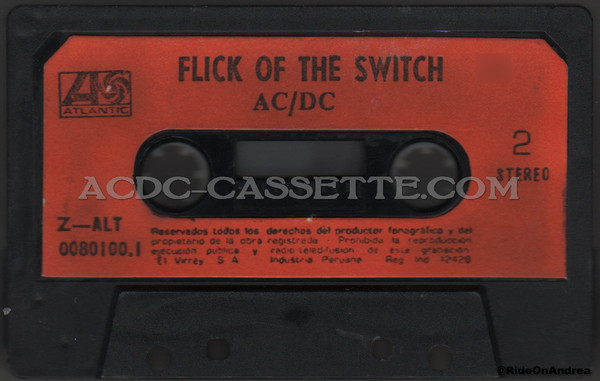 FLICK OF THE SWITCH
AC/DC
ATLANTIC
2
STEREO
ACDC-CASSETTE.COM
Z—ALT
0080100.1
Reservados todos los derechos del productor fonográfico y del
propietario de la obra registrada - Prohibida la reproducción
ejecución publica y radio-teledifusion de esta grabación.
El Virrey S A Industria Peruana Reg Ind 12428
©RideOnAndrea